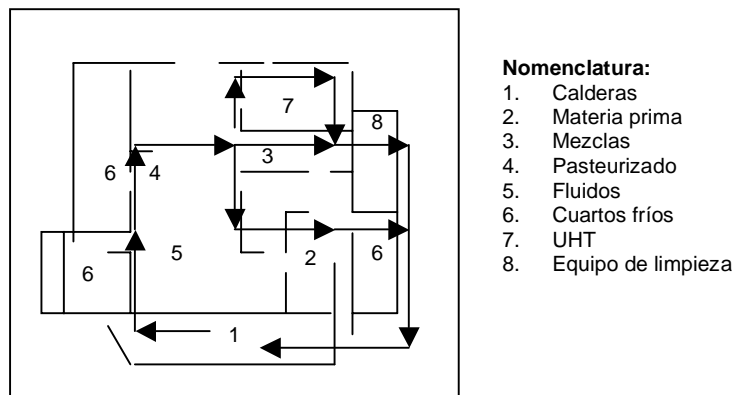 7
8
3
6 4
6 5 2 6
1
Nomenclatura:
1. Calderas
2. Materia prima
3. Mezclas
4. Pasteurizado
5. Fluidos
6. Cuartos fríos
7. UHT
8. Equipo de limpieza